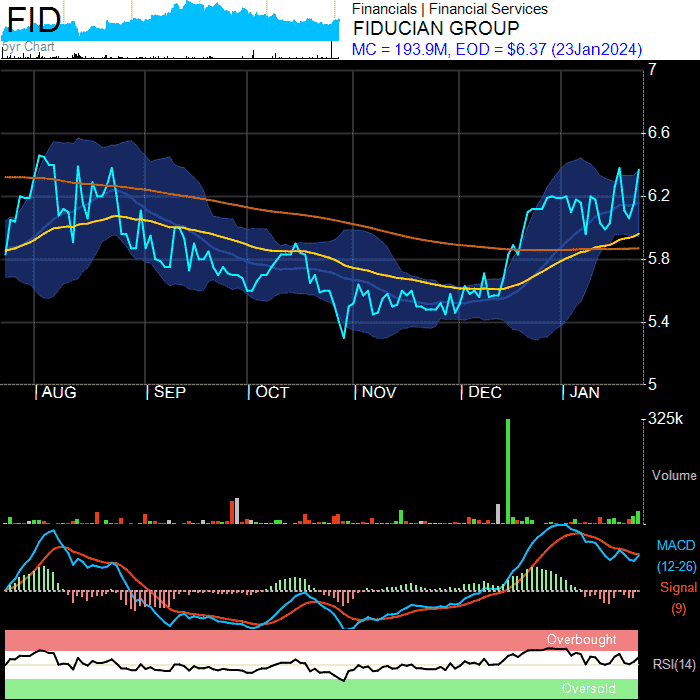 FID
5yr Chart
Financials | Financial Services
FIDUCIAN GROUP
MC = 193.9M, EOD = $6.37 (23Jan2024)
7
6.6
6.2
5.8
5.4
5
| AUG | SEP | OCT | NOV | DEC | JAN
325k
Volume
MACD
(12-26)
Signal
(9)
Overbought
RSI(14)
Oversold